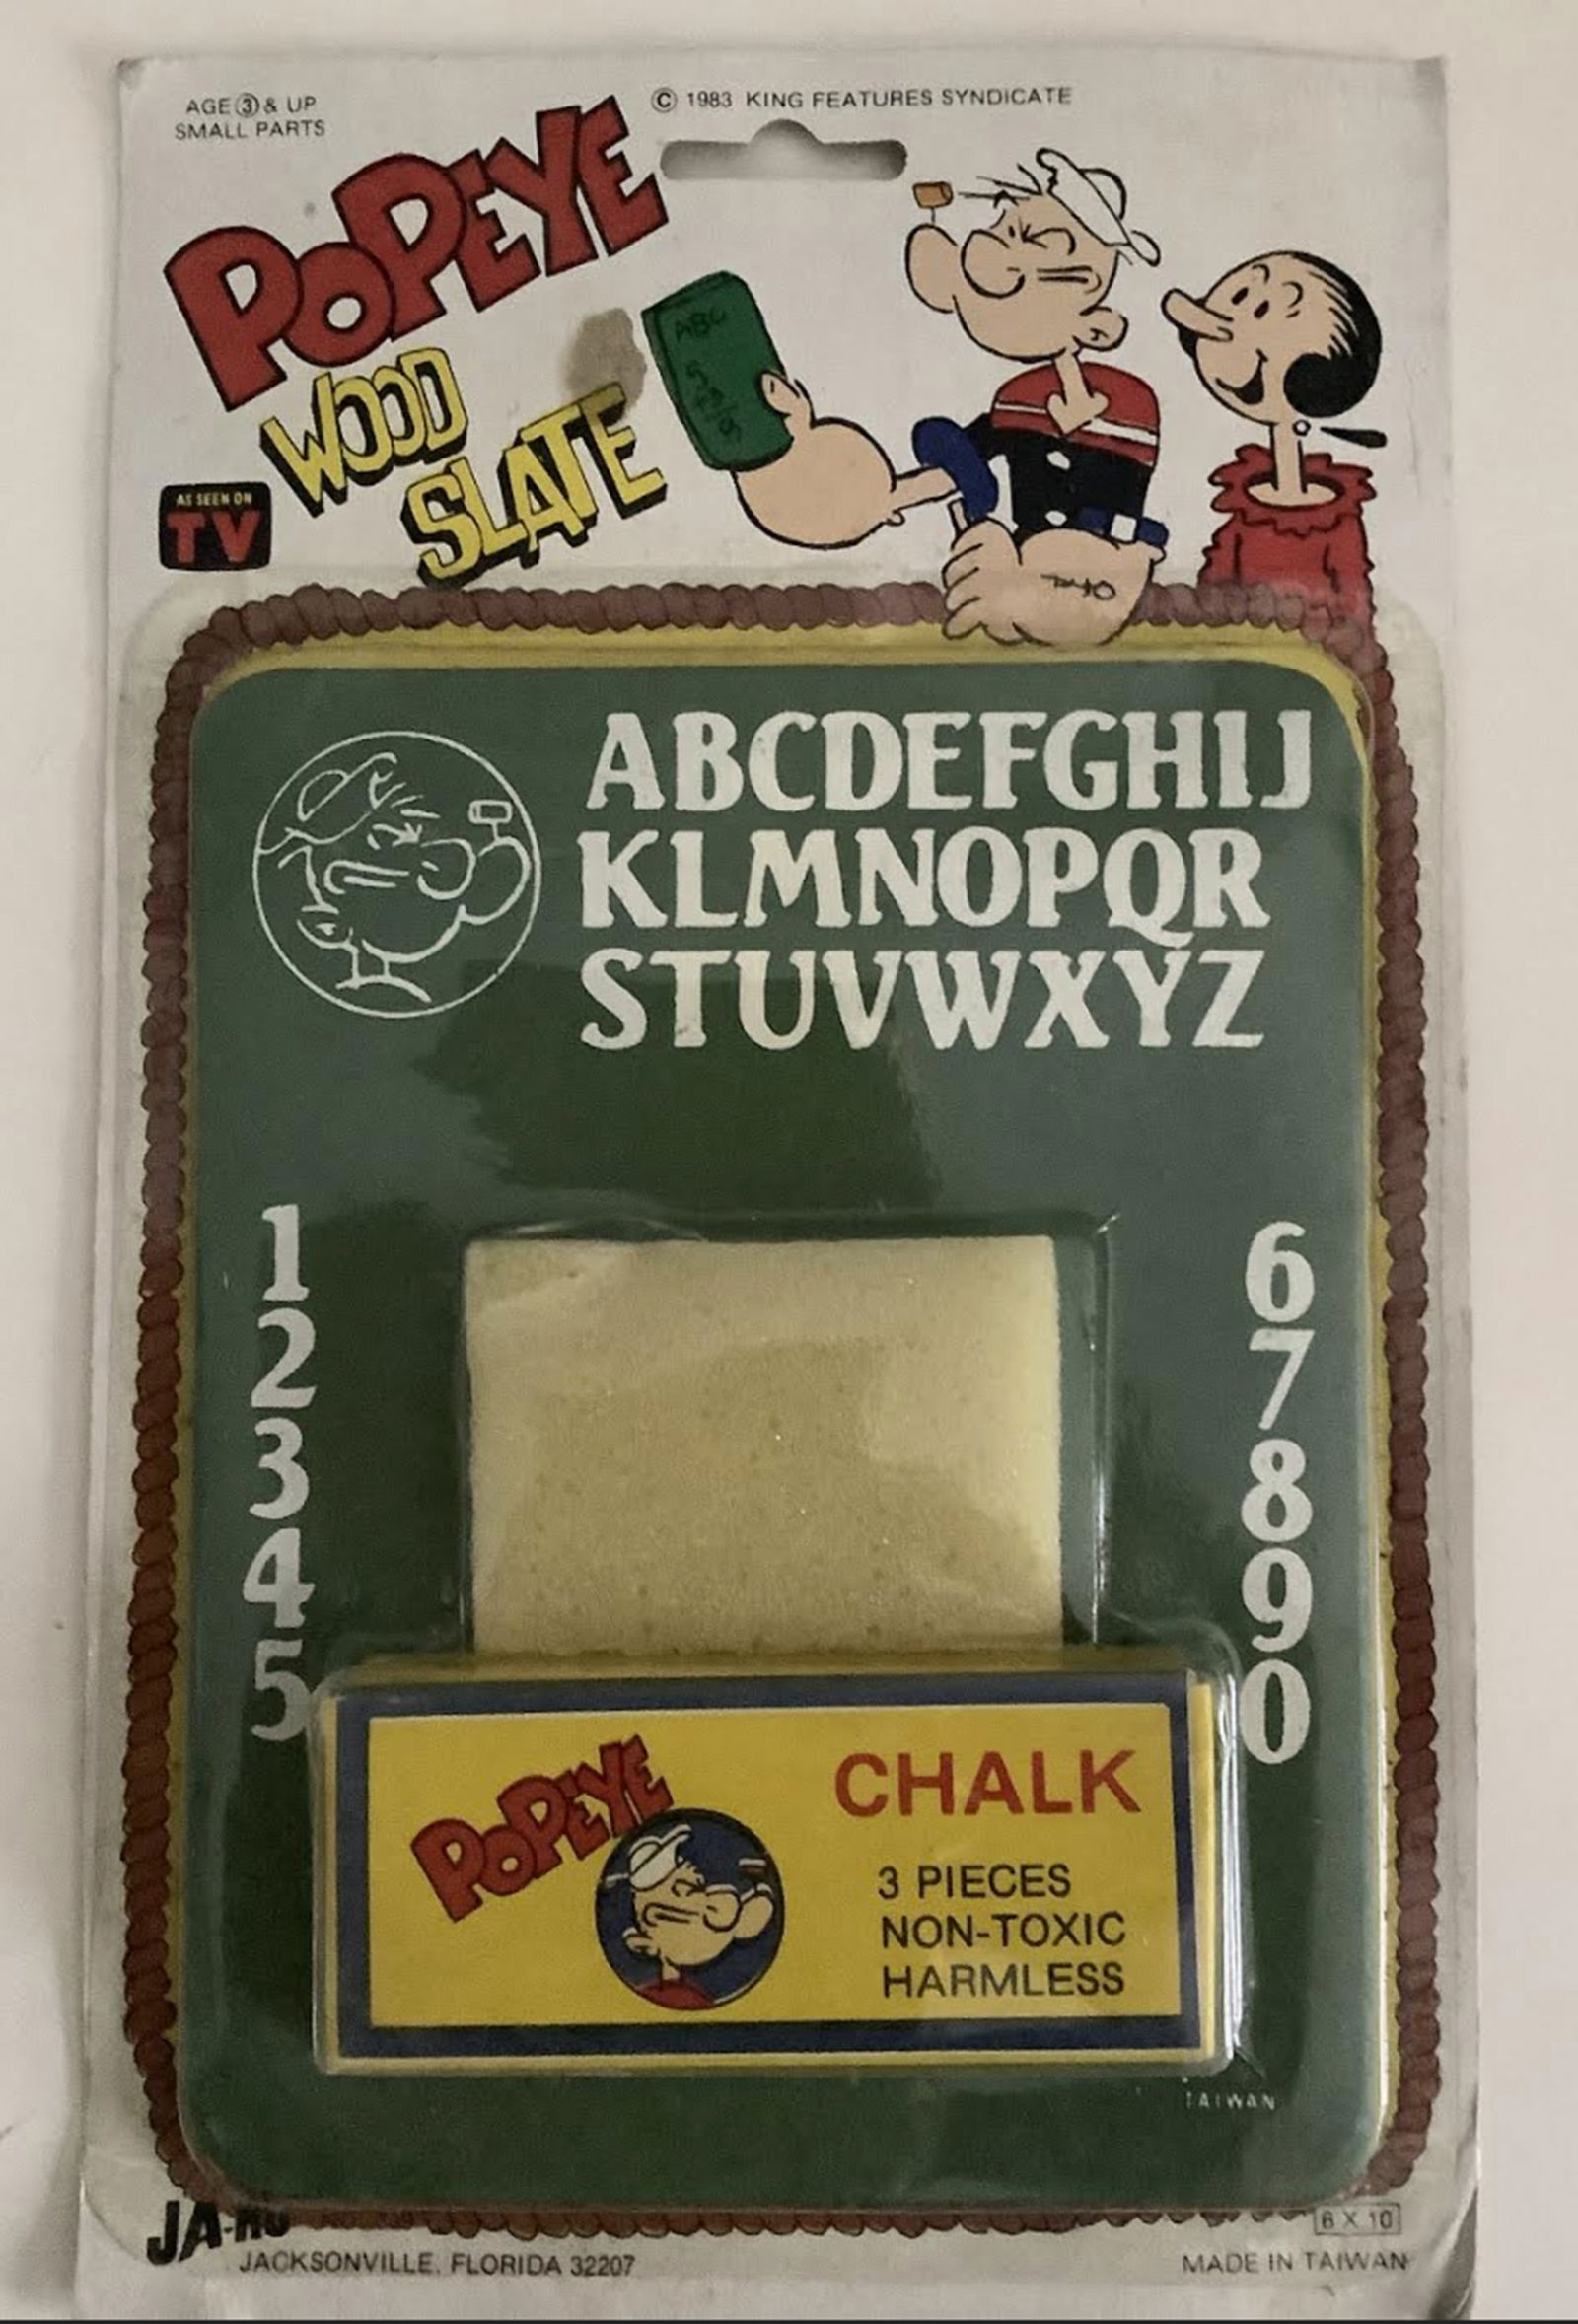 AGE ③ & UP
SMALL PARTS
© 1983 KING FEATURES SYNDICATE
POPEYE
WOOD
SLATE
AS SEEN ON
TV
ABC
ABCDEFGHIJ
KLMNOPQR
STUVWXYZ
1
2
3
4
5
6
7
8
9
0
POPEYE
CHALK
3 PIECES
NON-TOXIC
HARMLESS
TAIWAN
JA-RU
JACKSONVILLE, FLORIDA 32207
6 X 10
MADE IN TAIWAN